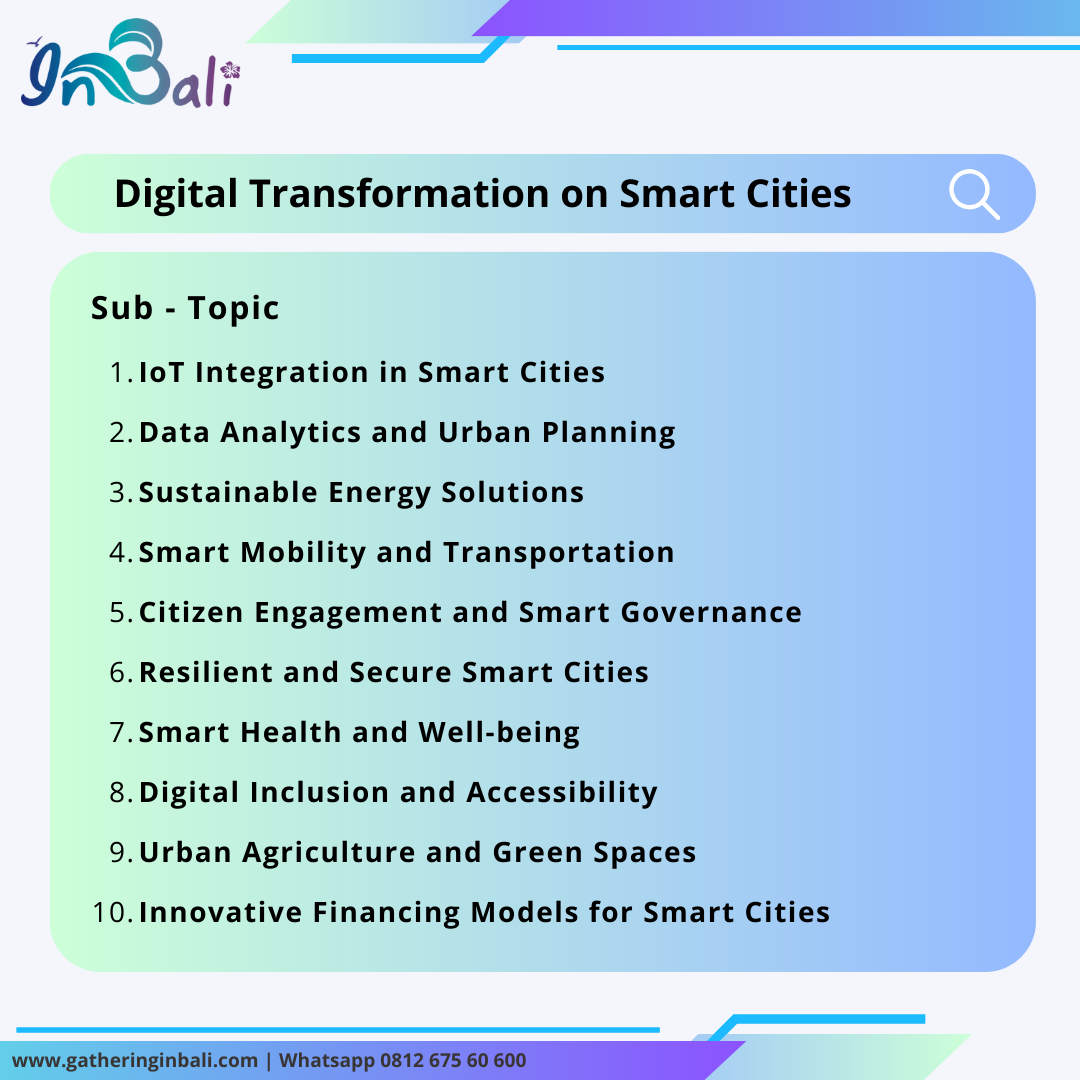 InBali
Digital Transformation on Smart Cities
Sub - Topic
1. IoT Integration in Smart Cities
2. Data Analytics and Urban Planning
3. Sustainable Energy Solutions
4. Smart Mobility and Transportation
5. Citizen Engagement and Smart Governance
6. Resilient and Secure Smart Cities
7. Smart Health and Well-being
8. Digital Inclusion and Accessibility
9. Urban Agriculture and Green Spaces
10. Innovative Financing Models for Smart Cities
www.gatheringinbali.com | Whatsapp 0812 675 60 600